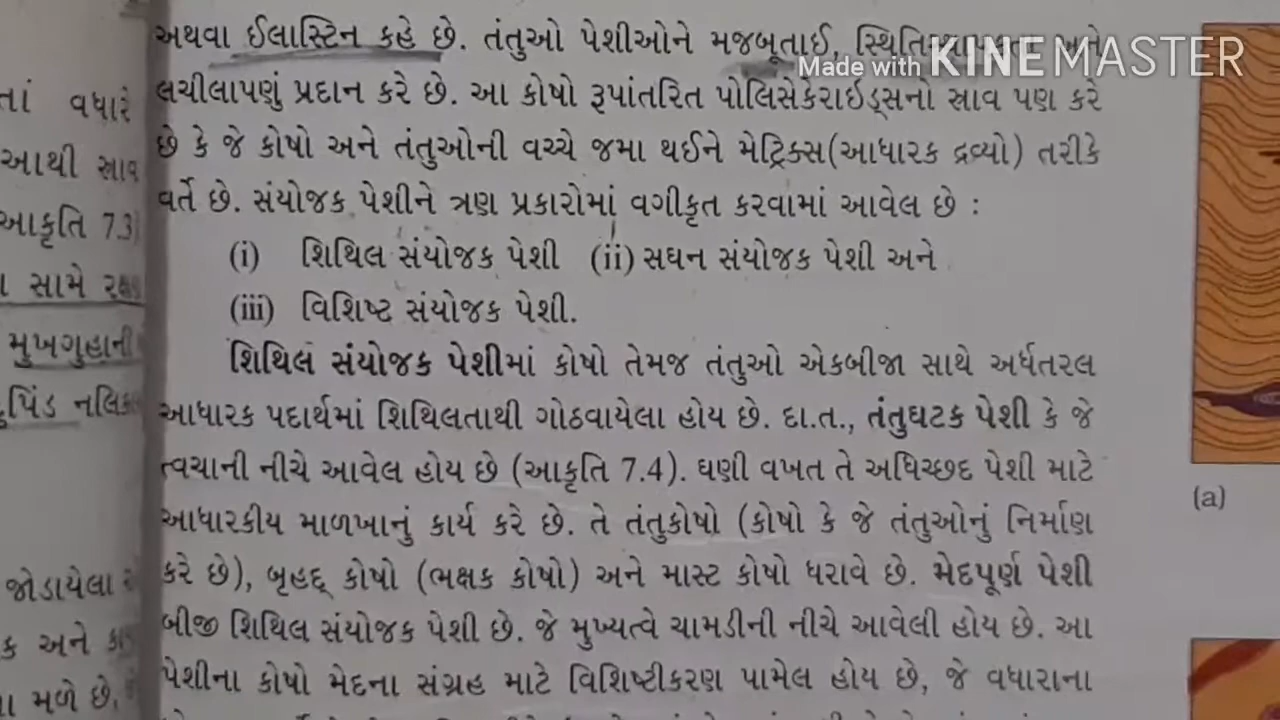 અથવા ઈલાસ્ટિન કહે છે. તંતુઓ પેશીઓને મજબૂતાઈ,
Made with KINEMASTER
લચીલાપણું પ્રદાન કરે છે. આ કોષો રૂપાંતરિત પોલિસેકેરાઇડ્સનો સ્રાવ પણ કરે
છે કે જે કોષો અને તંતુઓની વચ્ચે જમા થઈને મેટ્રિક્સ(આધારક દ્રવ્યો) તરીકે
વર્તે છે. સંયોજક પેશીને ત્રણ પ્રકારોમાં વર્ગીકૃત કરવામાં આવેલ છે :
(i) શિથિલ સંયોજક પેશી (ii) સઘન સંયોજક પેશી અને
(iii) વિશિષ્ટ સંયોજક પેશી.
શિથિલ સંયોજક પેશીમાં કોષો તેમજ તંતુઓ એકબીજા સાથે અર્ધતરલ
આધારક પદાર્થમાં શિથિલતાથી ગોઠવાયેલા હોય છે. દા.ત., તંતુઘટક પેશી કે જે
ત્વચાની નીચે આવેલ હોય છે (આકૃતિ 7.4). ઘણી વખત તે અધિચ્છદ પેશી માટે
આધારકીય માળખાનું કાર્ય કરે છે. તે તંતુકોષો (કોષો કે જે તંતુઓનું નિર્માણ
કરે છે), બૃહદ્ કોષો (ભક્ષક કોષો) અને માસ્ટ કોષો ધરાવે છે. મેદપૂર્ણ પેશી
બીજી શિથિલ સંયોજક પેશી છે. જે મુખ્યત્વે ચામડીની નીચે આવેલી હોય છે. આ
પેશીના કોષો મેદના સંગ્રહ માટે વિશિષ્ટીકરણ પામેલ હોય છે, જે વધારાના
વધારે
આથી સ્રાવ
આકૃતિ 7.3
સામે
મુખગુહાની
જોડાયેલા
અને
મળે છે,
(a)